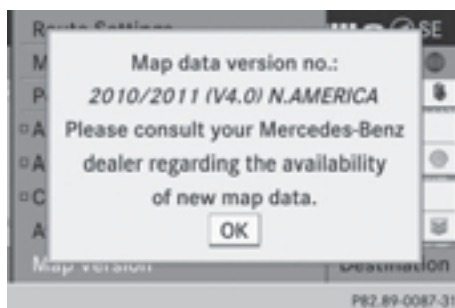 Route Settings
SE
M
Map data version no.:
P
2010/2011 (V4.0) N.AMERICA
A
Please consult your Mercedes-Benz
A
dealer regarding the availability
C
of new map data.
A
OK
Map Version
Destination
P82.89-0087-31